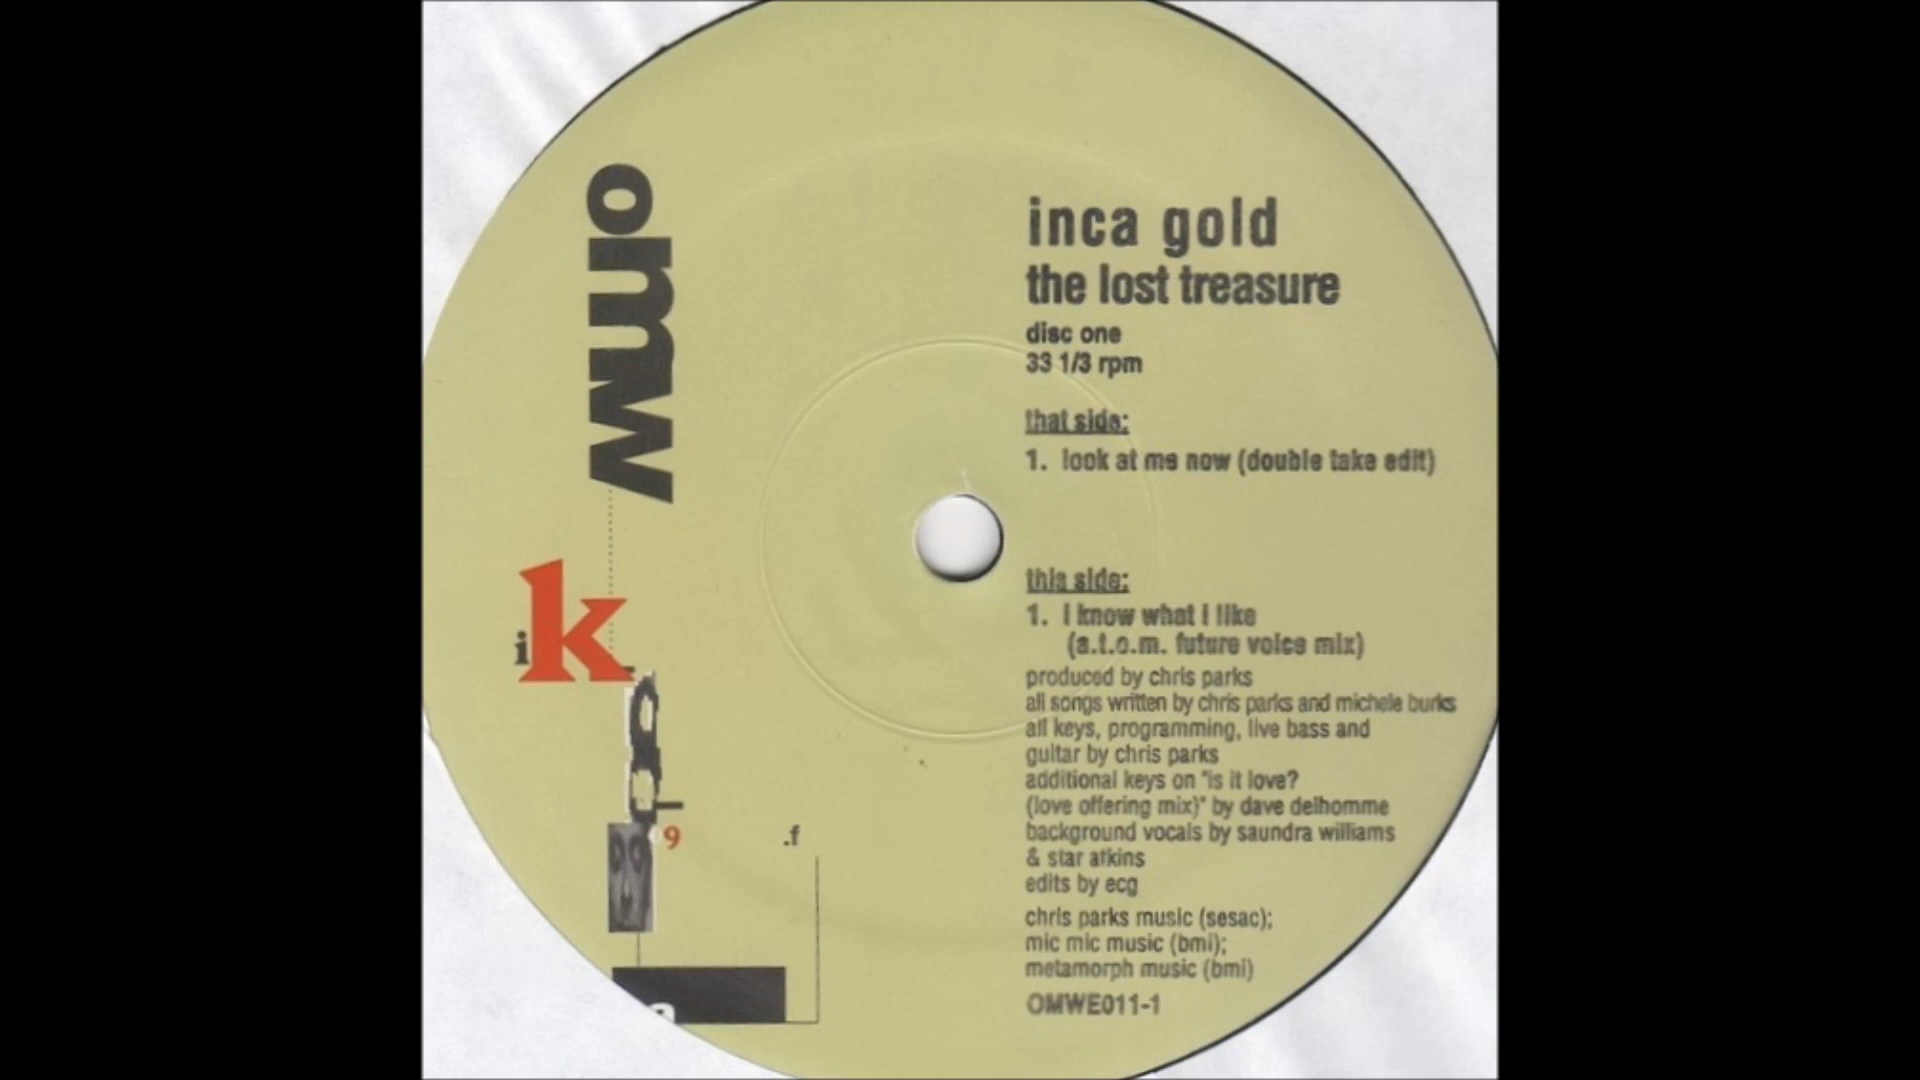 omw
ik
9
.f
inca gold
the lost treasure
disc one
33 1/3 rpm
that side:
1. look at me now (double take edit)
this side:
1. i know what i like
(a.t.o.m. future voice mix)
produced by chris parks
all songs written by chris parks and michele burks
all keys, programming, live bass and
guitar by chris parks
additional keys on "is it love?
(love offering mix)" by dave delhomme
background vocals by saundra williams
& star atkins
edits by ecg
chris parks music (sesac);
mic mic music (bmi);
metamorph music (bmi)
OMWE011-1